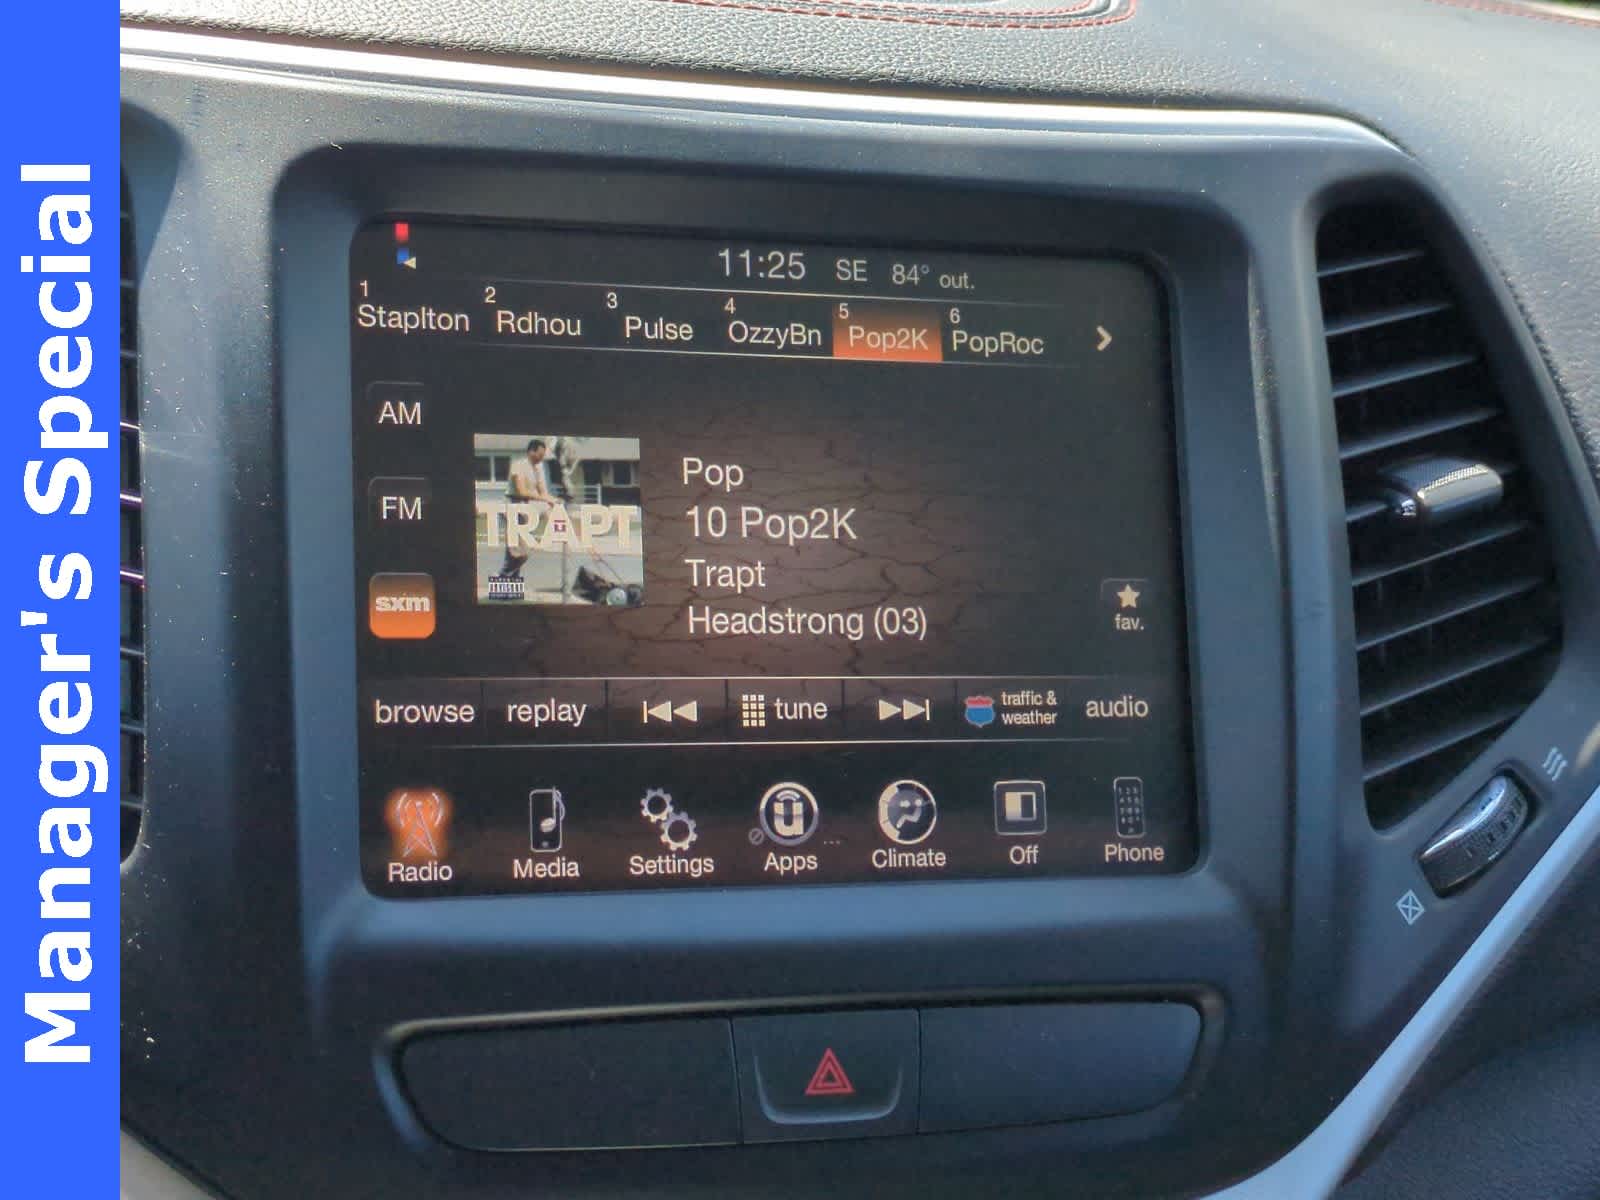 Manager's Special
11:25 SE 84° out.
1 Staplton 2 Rdhou 3 Pulse 4 OzzyBn 5 Pop2K 6 PopRoc
AM
FM
sxm
TRAPT
ADVISORY
Pop
10 Pop2K
Trapt
Headstrong (03)
fav.
browse replay tune traffic & weather audio
Radio Media Settings Apps ... Climate Off Phone